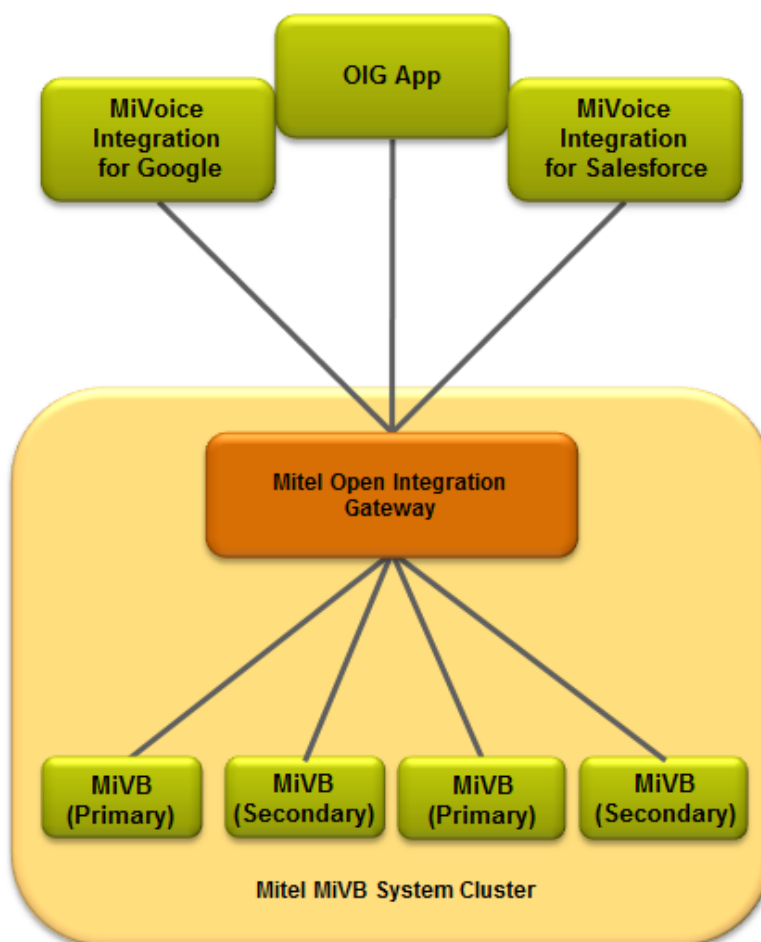 OIG App
MiVoice
Integration
for Google
MiVoice
Integration
for Salesforce
Mitel Open Integration
Gateway
MiVB
(Primary)
MiVB
(Secondary)
MiVB
(Primary)
MiVB
(Secondary)
Mitel MiVB System Cluster